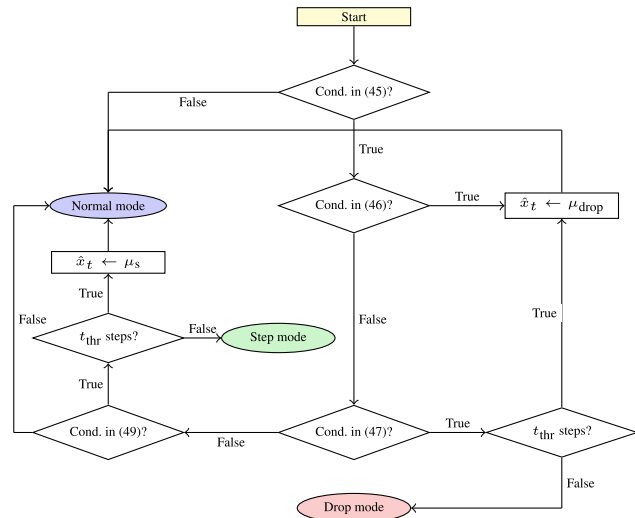 Start
Cond. in (45)?
False
True
Normal mode
Cond. in (46)?
True
x̂_t ← μ_drop
x̂_t ← μ_s
True
False
t_thr steps?
False
Step mode
False
True
True
Cond. in (49)?
False
Cond. in (47)?
True
t_thr steps?
False
Drop mode